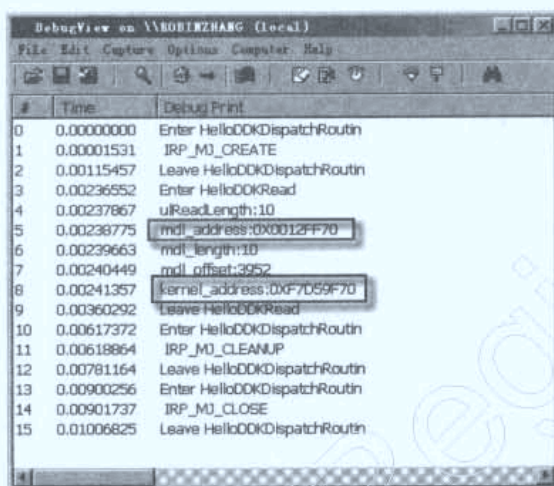 DebugView on \\ROBINZHANG (local)
File Edit Capture Options Computer Help
# Time Debug Print
0 0.00000000 Enter HelloDDKDispatchRoutin
1 0.00001531 IRP_MJ_CREATE
2 0.00115457 Leave HelloDDKDispatchRoutin
3 0.00236552 Enter HelloDDKRead
4 0.00237867 ulReadLength:10
5 0.00238775 mdl_address:0X0012FF70
6 0.00239663 mdl_length:10
7 0.00240449 mdl_offset:3952
8 0.00241357 kernel_address:0XF7D59F70
9 0.00360292 Leave HelloDDKRead
10 0.00617372 Enter HelloDDKDispatchRoutin
11 0.00618864 IRP_MJ_CLEANUP
12 0.00781164 Leave HelloDDKDispatchRoutin
13 0.00900256 Enter HelloDDKDispatchRoutin
14 0.00901737 IRP_MJ_CLOSE
15 0.01006825 Leave HelloDDKDispatchRoutin